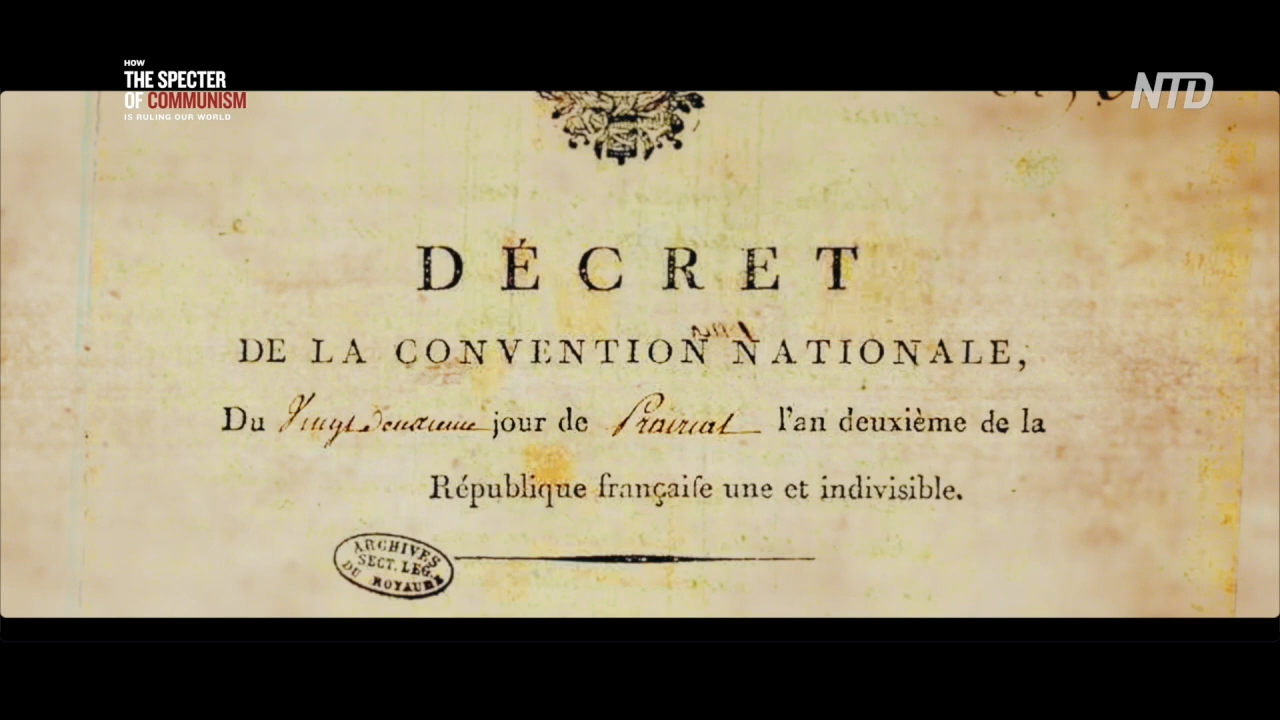 HOW
THE SPECTER
OF COMMUNISM
IS RULING OUR WORLD
NTD
DÉCRET
DE LA CONVENTION NATIONALE,
Du Vingt deuxieme jour de Prairial l'an deuxième de la
République françaiſe une et indivisible.
ARCHIVES
SECT. LEG.
DU ROYAUME